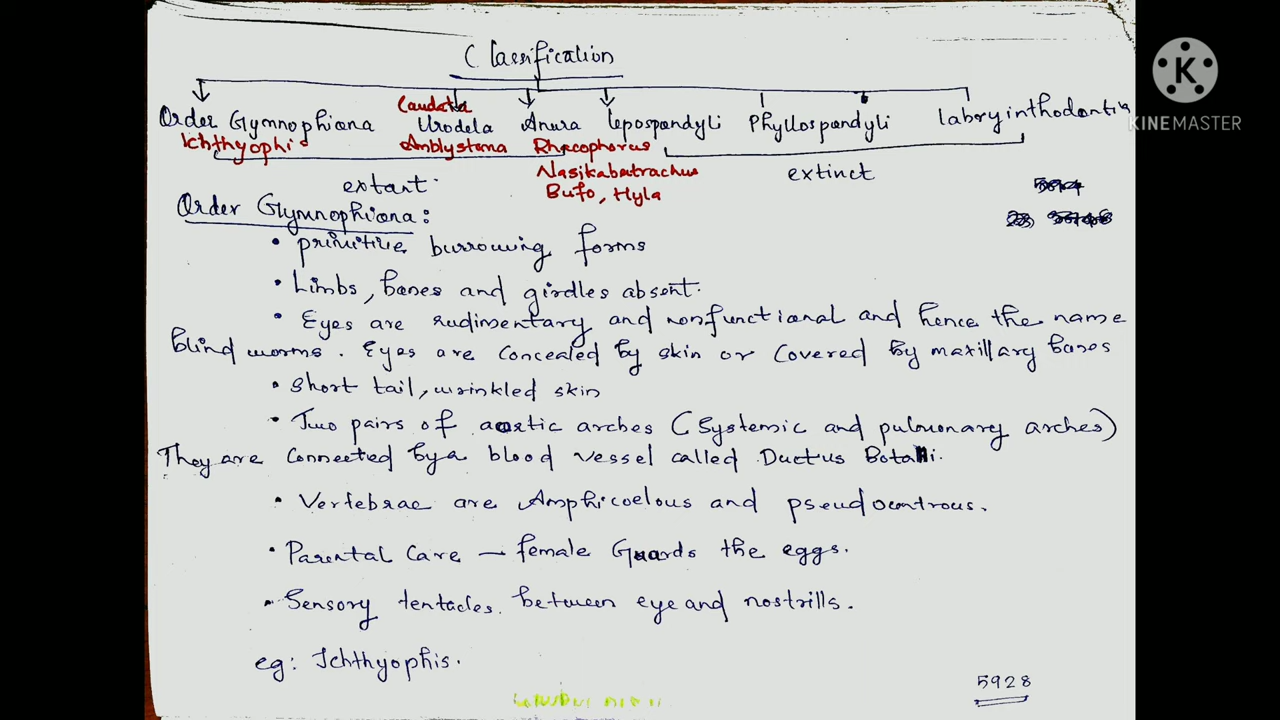 Classification
Order Gymnophiana
Caudata
Urodela
Anura
Lepospondyli
Phyllospondyli
Laboryinthodontia
Ichthyophis
Amblystoma
Rhacophorus
Nasikabatrachus
Bufo, Hyla
extant
extinct
Order Gymnophiona:
• primitive burrowing forms
• Limbs, bones and girdles absent.
• Eyes are rudimentary and nonfunctional and hence the name
blind worms. Eyes are concealed by skin or covered by maxillary bones
• Short tail, wrinkled skin
• Two pairs of aortic arches (Systemic and pulmonary arches)
They are connected by a blood vessel called Ductus Botalli.
• Vertebrae are Amphicoelous and pseudocentrous.
• Parental Care — female Guards the eggs.
• Sensory tentacles between eye and nostrills.
eg: Ichthyophis.
5928
K
KINEMASTER